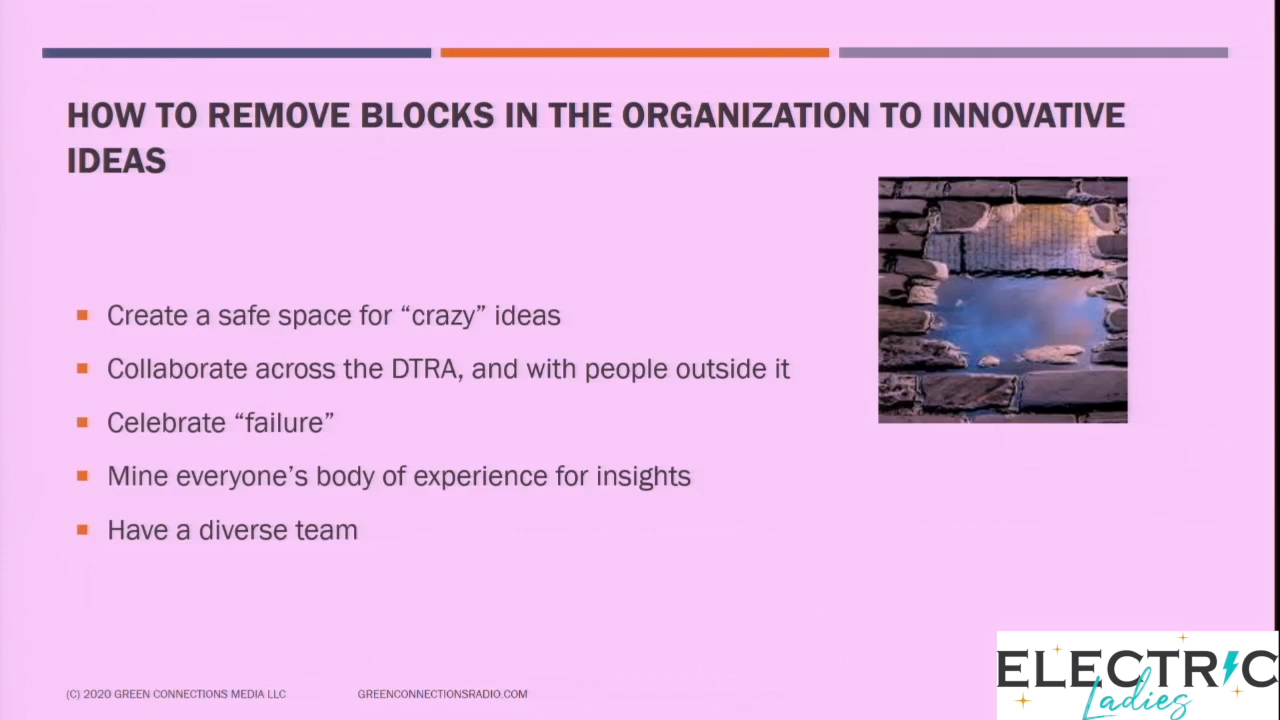 HOW TO REMOVE BLOCKS IN THE ORGANIZATION TO INNOVATIVE
IDEAS
Create a safe space for “crazy” ideas
Collaborate across the DTRA, and with people outside it
Celebrate “failure”
Mine everyone’s body of experience for insights
Have a diverse team
(C) 2020 GREEN CONNECTIONS MEDIA LLC GREENCONNECTIONSRADIO.COM
ELECTRIC
Ladies